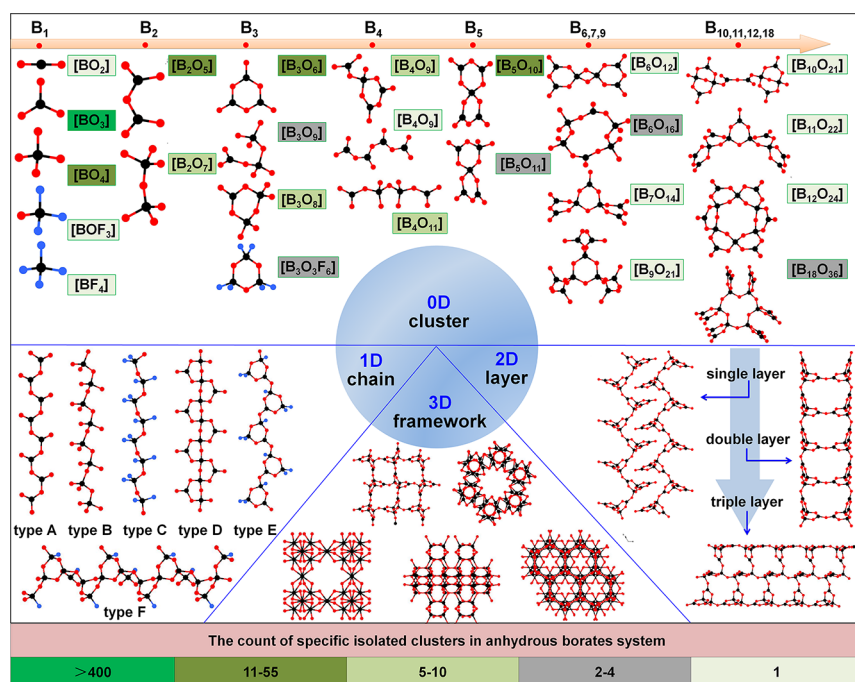 B1 B2 B3 B4 B5 B6,7,9 B10,11,12,18
[BO2] [B2O5] [B3O6] [B4O9] [B5O10] [B6O12] [B10O21]
[BO3] [B3O9] [B4O9] [B6O16] [B11O22]
[BO4] [B2O7] [B5O11]
[B3O8] [B7O14] [B12O24]
[BOF3] [B4O11]
[BF4] [B3O3F6] [B9O21] [B18O36]
0D
cluster
1D
chain
2D
layer
3D
framework
single layer
double layer
triple layer
type A type B type C type D type E
type F
The count of specific isolated clusters in anhydrous borates system
>400 11-55 5-10 2-4 1